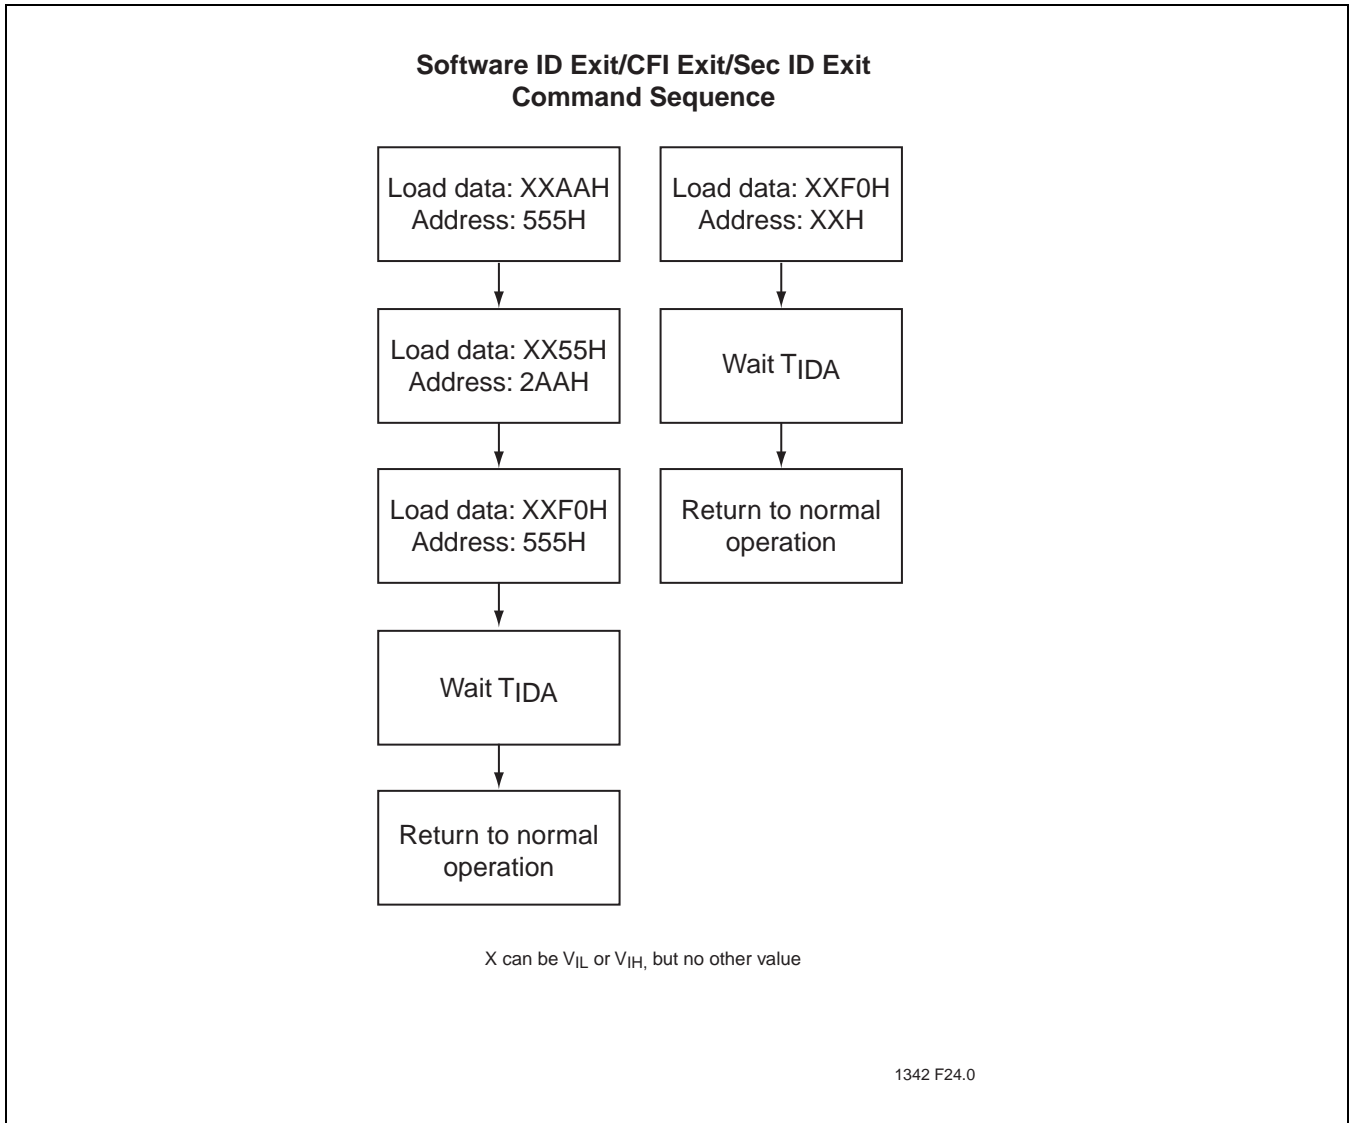 Software ID Exit/CFI Exit/Sec ID Exit
Command Sequence
Load data: XXAAH
Address: 555H
Load data: XX55H
Address: 2AAH
Load data: XXF0H
Address: 555H
Wait TIDA
Return to normal
operation
Load data: XXF0H
Address: XXH
Wait TIDA
Return to normal
operation
X can be VIL or VIH, but no other value
1342 F24.0